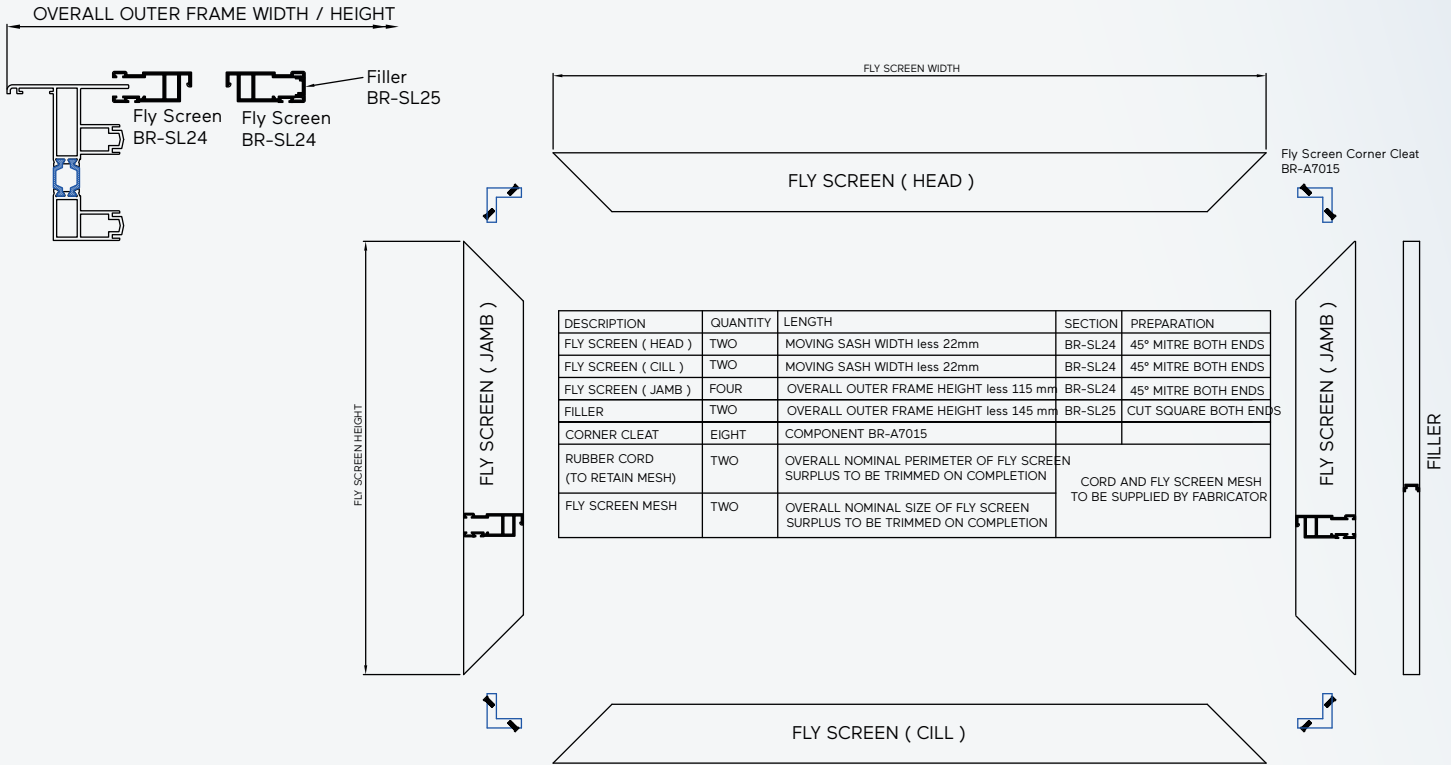 OVERALL OUTER FRAME WIDTH / HEIGHT
Filler
BR-SL25
Fly Screen
BR-SL24
Fly Screen
BR-SL24
FLY SCREEN WIDTH
Fly Screen Corner Cleat
BR-A7015
FLY SCREEN ( HEAD )
FLY SCREEN HEIGHT
FLY SCREEN ( JAMB )
DESCRIPTION QUANTITY LENGTH SECTION PREPARATION
FLY SCREEN ( HEAD ) TWO MOVING SASH WIDTH less 22mm BR-SL24 45° MITRE BOTH ENDS
FLY SCREEN ( CILL ) TWO MOVING SASH WIDTH less 22mm BR-SL24 45° MITRE BOTH ENDS
FLY SCREEN ( JAMB ) FOUR OVERALL OUTER FRAME HEIGHT less 115 mm BR-SL24 45° MITRE BOTH ENDS
FILLER TWO OVERALL OUTER FRAME HEIGHT less 145 mm BR-SL25 CUT SQUARE BOTH ENDS
CORNER CLEAT EIGHT COMPONENT BR-A7015
RUBBER CORD TWO OVERALL NOMINAL PERIMETER OF FLY SCREEN
(TO RETAIN MESH) SURPLUS TO BE TRIMMED ON COMPLETION
CORD AND FLY SCREEN MESH
TO BE SUPPLIED BY FABRICATOR
FLY SCREEN MESH TWO OVERALL NOMINAL SIZE OF FLY SCREEN
SURPLUS TO BE TRIMMED ON COMPLETION
FLY SCREEN ( JAMB )
FILLER
FLY SCREEN ( CILL )